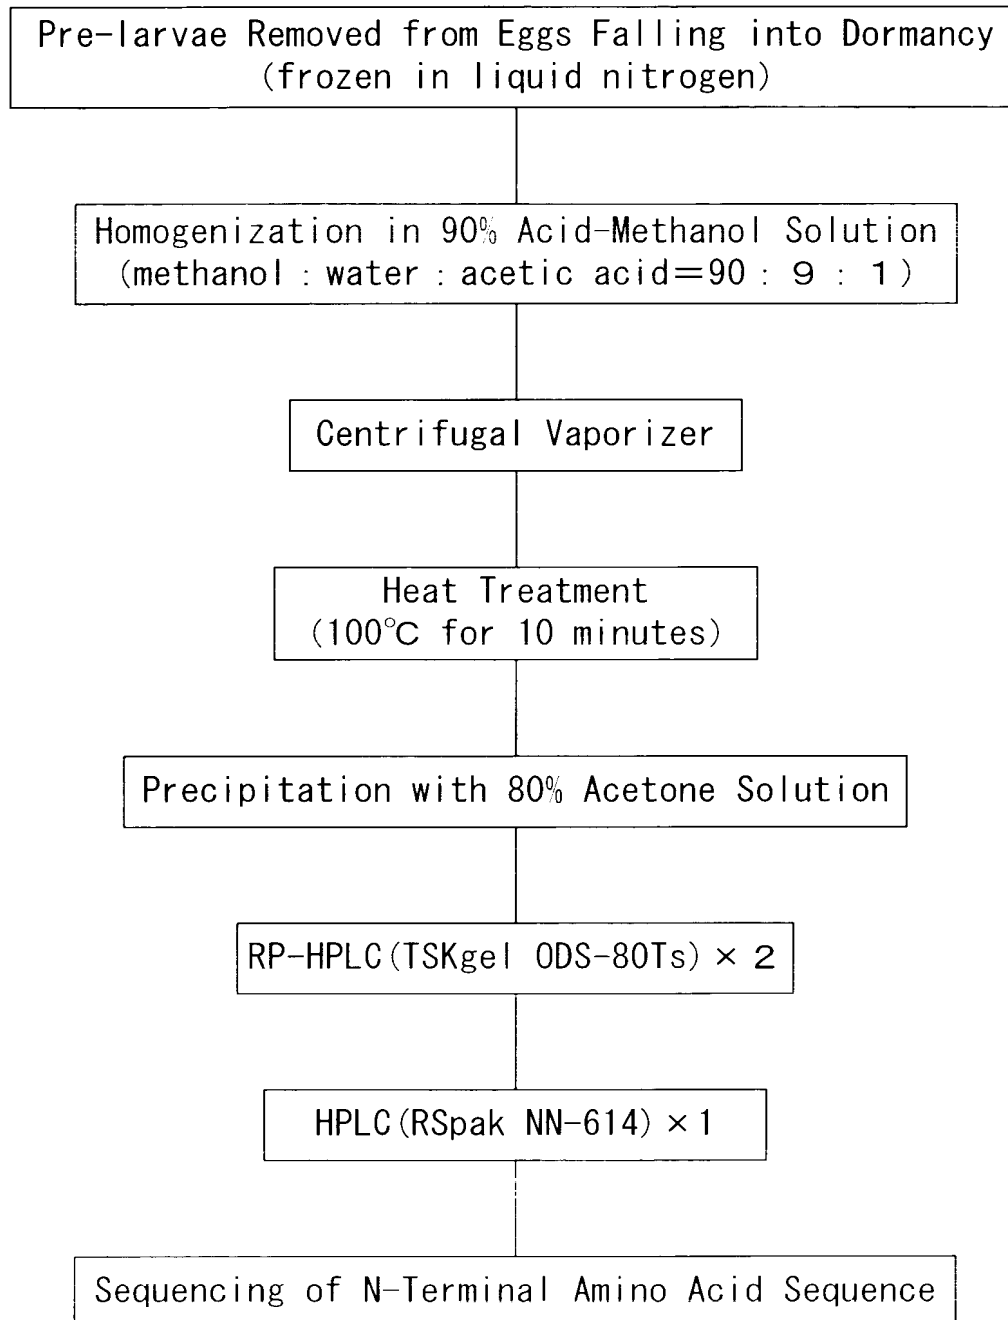 Pre-larvae Removed from Eggs Falling into Dormancy
(frozen in liquid nitrogen)
Homogenization in 90% Acid-Methanol Solution
(methanol : water : acetic acid=90 : 9 : 1)
Centrifugal Vaporizer
Heat Treatment
(100℃ for 10 minutes)
Precipitation with 80% Acetone Solution
RP-HPLC(TSKgel ODS-80Ts)×2
HPLC(RSpak NN-614)×1
Sequencing of N-Terminal Amino Acid Sequence